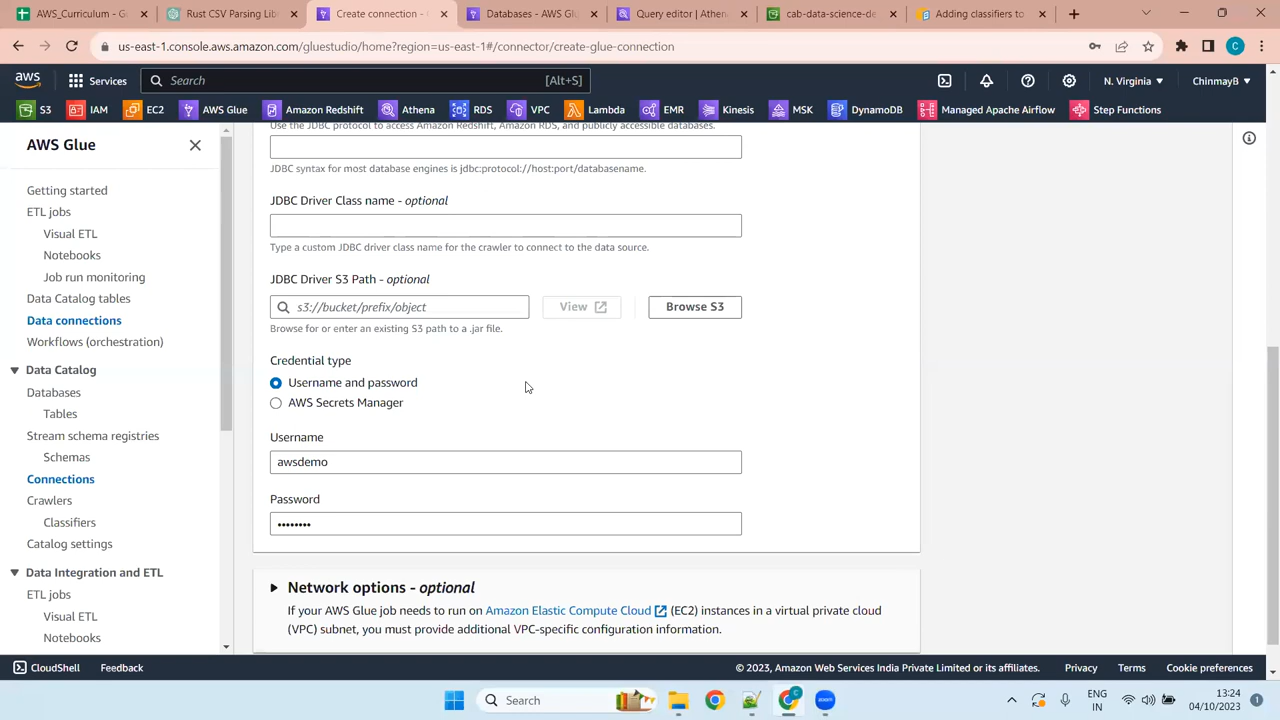 AWS_Curriculum - G
Rust CSV Parsing Lib
Create connection -
Databases - AWS Glu
Query editor | Athen
cab-data-science-de
Adding classifiers to
us-east-1.console.aws.amazon.com/gluestudio/home?region=us-east-1#/connector/create-glue-connection
C
aws
Services
Search
[Alt+S]
N. Virginia
ChinmayB
S3
IAM
EC2
AWS Glue
Amazon Redshift
Athena
RDS
VPC
Lambda
EMR
Kinesis
MSK
DynamoDB
Managed Apache Airflow
Step Functions
AWS Glue
Getting started
ETL jobs
Visual ETL
Notebooks
Job run monitoring
Data Catalog tables
Data connections
Workflows (orchestration)
Data Catalog
Databases
Tables
Stream schema registries
Schemas
Connections
Crawlers
Classifiers
Catalog settings
Data Integration and ETL
ETL jobs
Visual ETL
Notebooks
Use the JDBC protocol to access Amazon Redshift, Amazon RDS, and publicly accessible databases.
JDBC syntax for most database engines is jdbc:protocol://host:port/databasename.
JDBC Driver Class name - optional
Type a custom JDBC driver class name for the crawler to connect to the data source.
JDBC Driver S3 Path - optional
s3://bucket/prefix/object
View
Browse S3
Browse for or enter an existing S3 path to a .jar file.
Credential type
Username and password
AWS Secrets Manager
Username
awsdemo
Password
••••••••
Network options - optional
If your AWS Glue job needs to run on Amazon Elastic Compute Cloud (EC2) instances in a virtual private cloud
(VPC) subnet, you must provide additional VPC-specific configuration information.
CloudShell
Feedback
© 2023, Amazon Web Services India Private Limited or its affiliates.
Privacy
Terms
Cookie preferences
Search
C
zoom
ENG
IN
13:24
04/10/2023
1